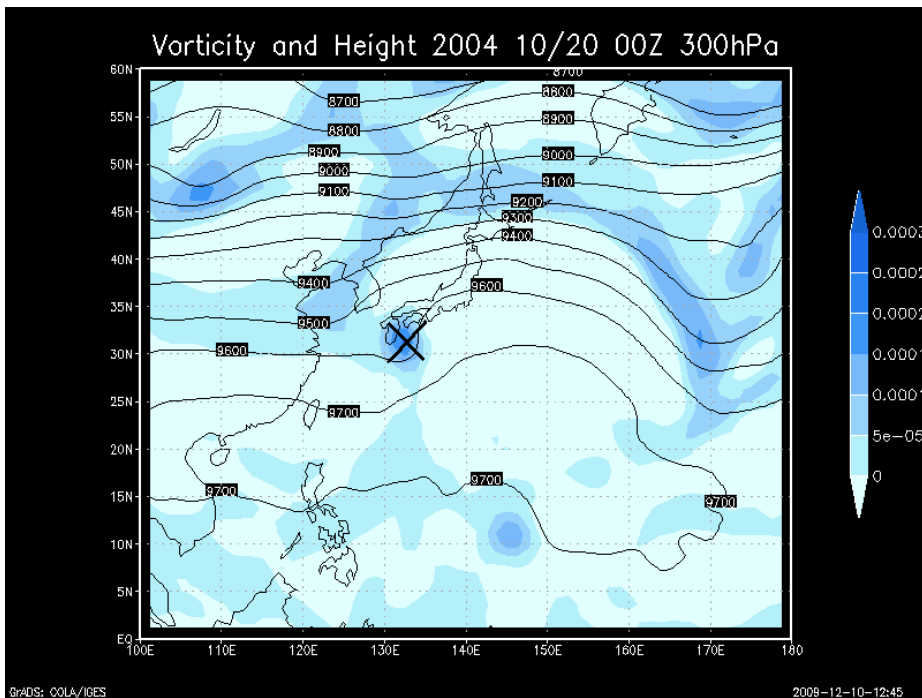 Vorticity and Height 2004 10/20 00Z 300hPa
60N
8700
55N
8700
8600
8800
8900
50N
8900
9000
9000
9100
9100
45N
9200
9300
9400
40N
9400
9600
35N
9500
30N
9600
25N
9700
20N
9700
15N
9700
9700
10N
5N
EQ
100E 110E 120E 130E 140E 150E 160E 170E 180
0.0003
0.0002
0.0002
0.0001
0.0001
5e-05
0
GrADS: COLA/IGES
2009-12-10-12:45